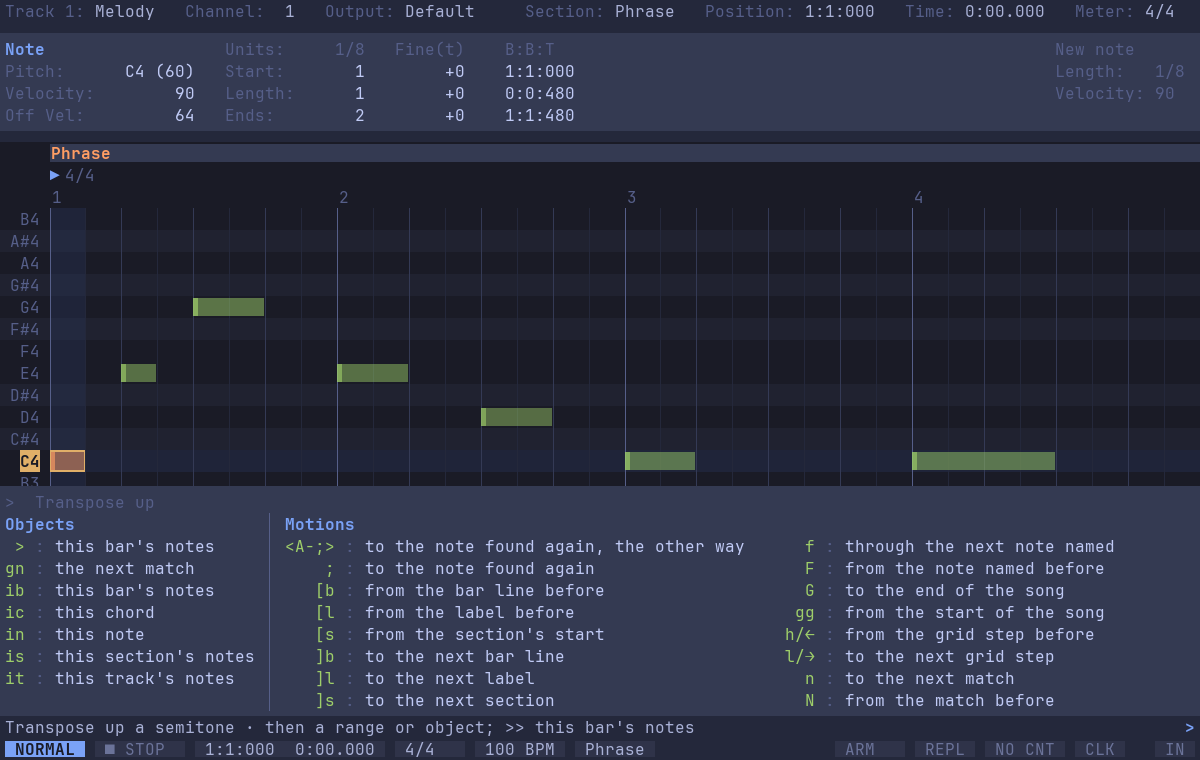 Track 1: Melody Channel: 1 Output: Default Section: Phrase Position: 1:1:000 Time: 0:00.000 Meter: 4/4
Note Units: 1/8 Fine(t) B:B:T New note
Pitch: C4 (60) Start: 1 +0 1:1:000 Length: 1/8
Velocity: 90 Length: 1 +0 0:0:480 Velocity: 90
Off Vel: 64 Ends: 2 +0 1:1:480
Phrase
▶ 4/4
1 2 3 4
B4
A#4
A4
G#4
G4
F#4
F4
E4
D#4
D4
C#4
C4
B3
> Transpose up
Objects Motions
> : this bar's notes <A-;> : to the note found again, the other way f : through the next note named
gn : the next match ; : to the note found again F : from the note named before
ib : this bar's notes [b : from the bar line before G : to the end of the song
ic : this chord [l : from the label before gg : from the start of the song
in : this note [s : from the section's start h/← : from the grid step before
is : this section's notes ]b : to the next bar line l/→ : to the next grid step
it : this track's notes ]l : to the next label n : to the next match
]s : to the next section N : from the match before
Transpose up a semitone · then a range or object; >> this bar's notes >
NORMAL ■ STOP 1:1:000 0:00.000 4/4 100 BPM Phrase ARM REPL NO CNT CLK IN